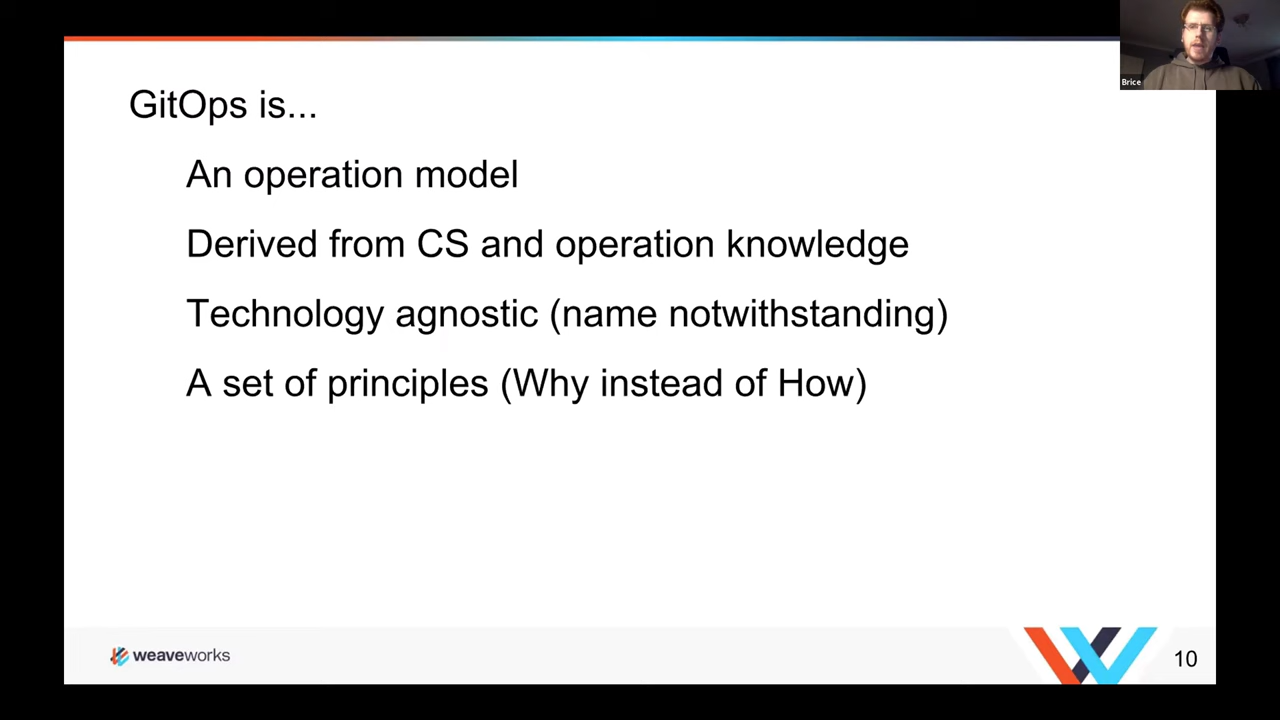 GitOps is...
An operation model
Derived from CS and operation knowledge
Technology agnostic (name notwithstanding)
A set of principles (Why instead of How)
Brice
weaveworks
10